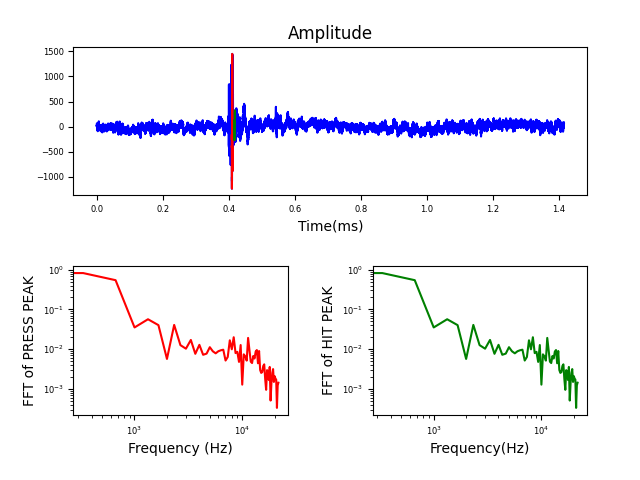 Amplitude
1500
1000
500
0
−500
−1000
0.0 0.2 0.4 0.6 0.8 1.0 1.2 1.4
Time(ms)
FFT of PRESS PEAK
10⁰
10⁻¹
10⁻²
10⁻³
10³ 10⁴
Frequency (Hz)
FFT of HIT PEAK
10⁰
10⁻¹
10⁻²
10⁻³
10³ 10⁴
Frequency(Hz)